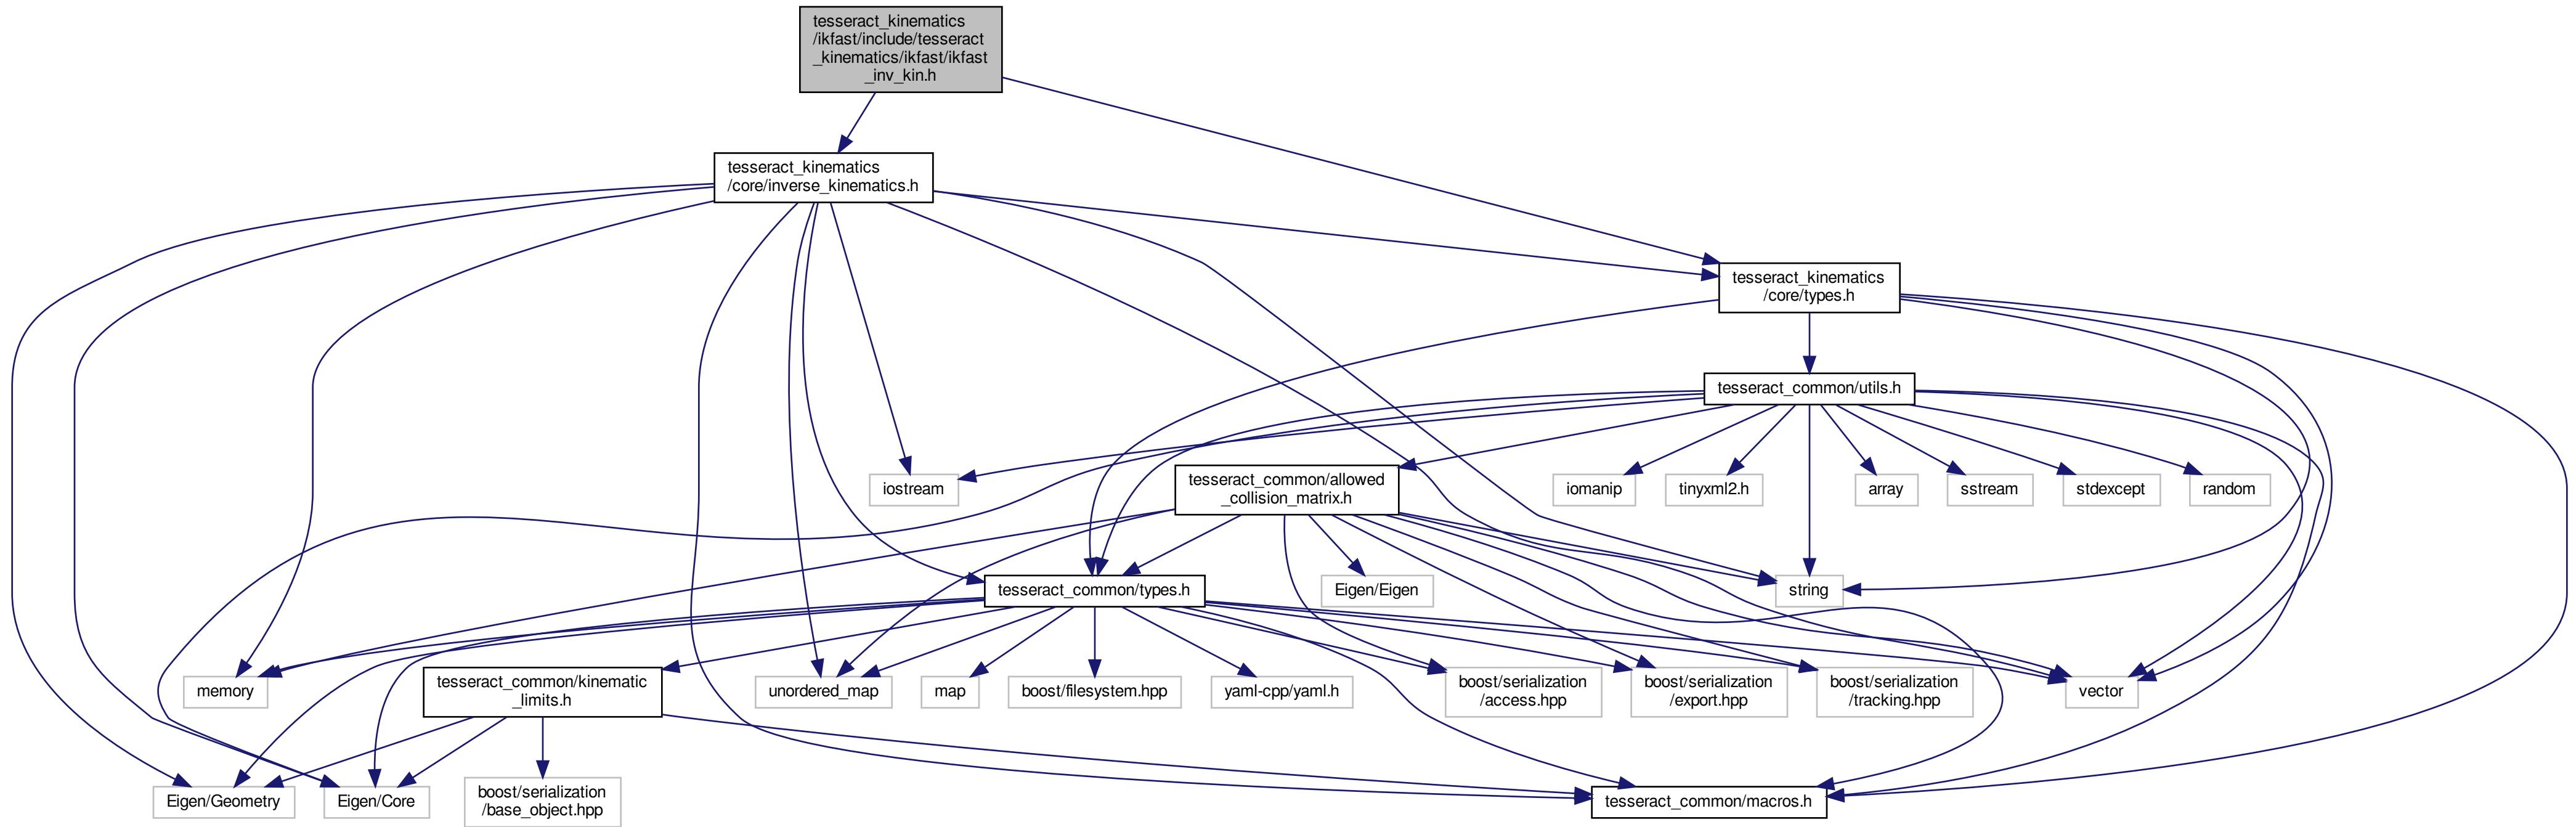 tesseract_kinematics
/ikfast/include/tesseract
_kinematics/ikfast/ikfast
_inv_kin.h
tesseract_kinematics
/core/inverse_kinematics.h
tesseract_kinematics
/core/types.h
tesseract_common/utils.h
iostream
tesseract_common/allowed
_collision_matrix.h
iomanip
tinyxml2.h
array
sstream
stdexcept
random
tesseract_common/types.h
Eigen/Eigen
string
memory
tesseract_common/kinematic
_limits.h
unordered_map
map
boost/filesystem.hpp
yaml-cpp/yaml.h
boost/serialization
/access.hpp
boost/serialization
/export.hpp
boost/serialization
/tracking.hpp
vector
Eigen/Geometry
Eigen/Core
boost/serialization
/base_object.hpp
tesseract_common/macros.h